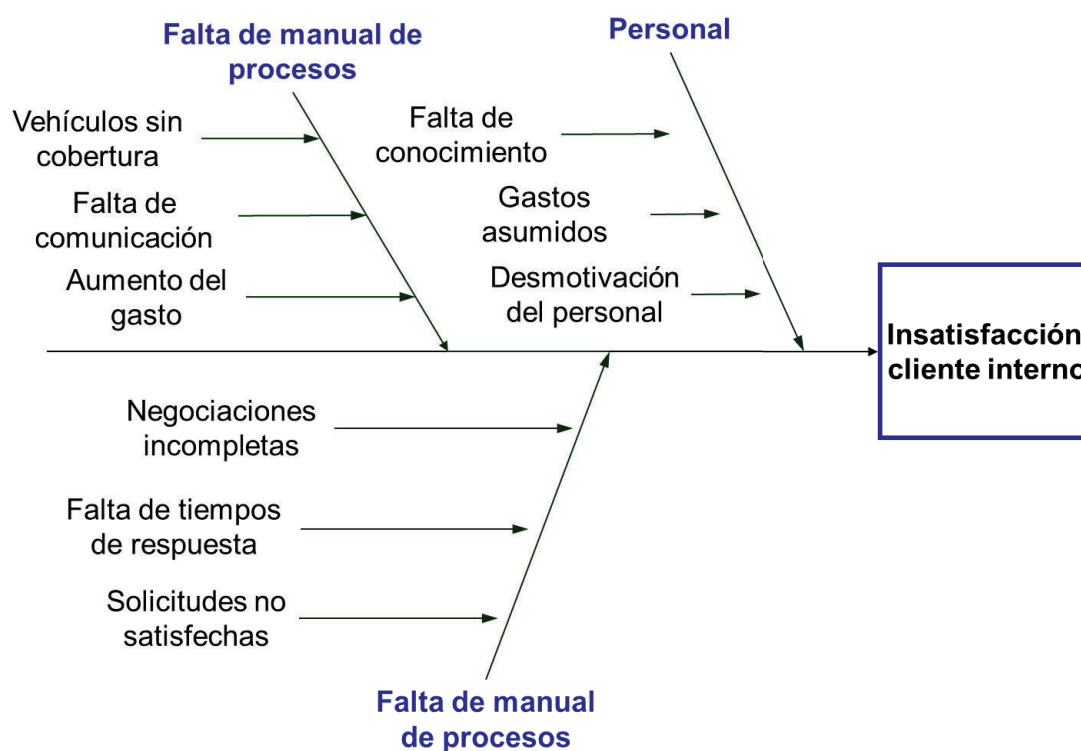 Falta de manual de
procesos
Personal
Vehículos sin
cobertura
Falta de
conocimiento
Falta de
comunicación
Gastos
asumidos
Aumento del
gasto
Desmotivación
del personal
Insatisfacción
cliente interno
Negociaciones
incompletas
Falta de tiempos
de respuesta
Solicitudes no
satisfechas
Falta de manual
de procesos